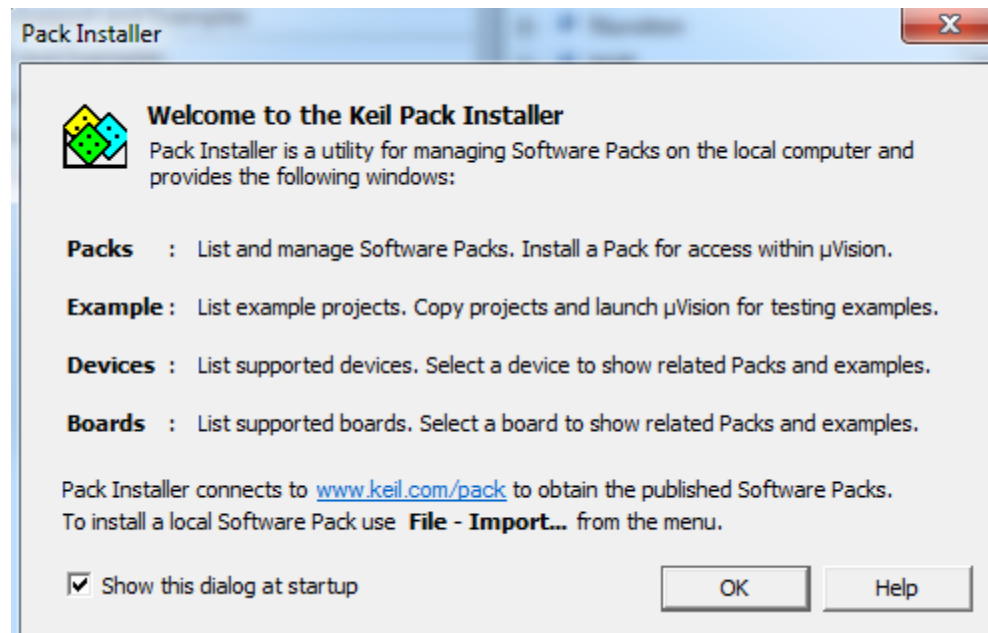 Pack Installer
Welcome to the Keil Pack Installer
Pack Installer is a utility for managing Software Packs on the local computer and
provides the following windows:
Packs : List and manage Software Packs. Install a Pack for access within µVision.
Example : List example projects. Copy projects and launch µVision for testing examples.
Devices : List supported devices. Select a device to show related Packs and examples.
Boards : List supported boards. Select a board to show related Packs and examples.
Pack Installer connects to www.keil.com/pack to obtain the published Software Packs.
To install a local Software Pack use File - Import... from the menu.
Show this dialog at startup
OK
Help